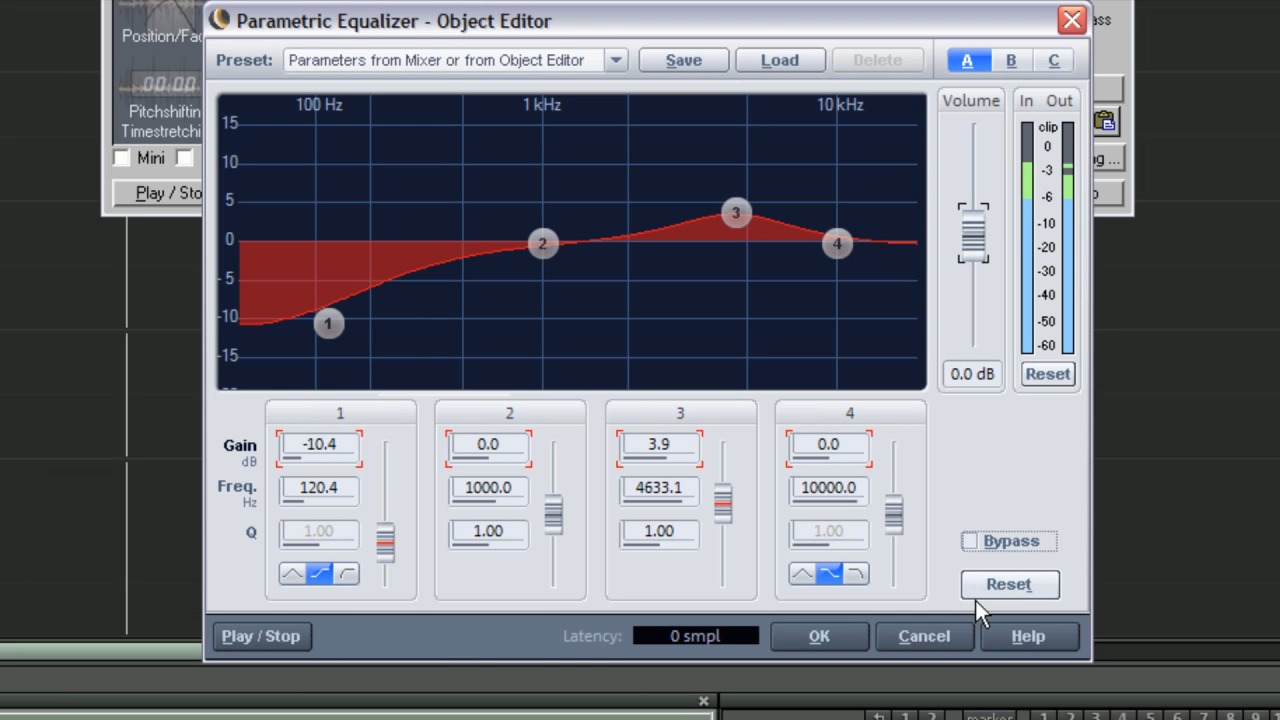 Parametric Equalizer - Object Editor
ass
Position/Fad
00:00
Pitchshiftin
Timestretchi
Mini
Play / Sto
g ...
p
Preset: Parameters from Mixer or from Object Editor Save Load Delete A B C
100 Hz 1 kHz 10 kHz
15
10
5
0
- 5
-10
-15
1 2 3 4
Volume
0.0 dB
In Out
clip
0
-3
-6
-10
-20
-30
-40
-50
-60
Reset
1 2 3 4
Gain dB -10.4 0.0 3.9 0.0
Freq. Hz 120.4 1000.0 4633.1 10000.0
Q 1.00 1.00 1.00 1.00
Bypass
Reset
Play / Stop Latency: 0 smpl OK Cancel Help
marker